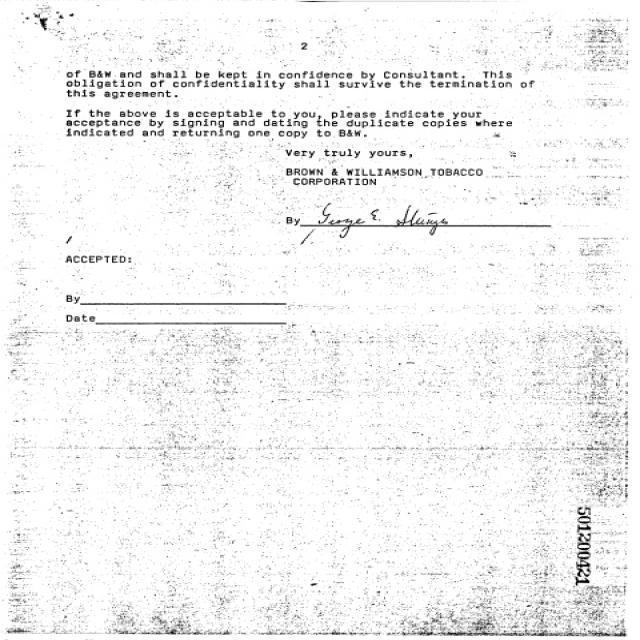 2
of B&W and shall be kept in confidence by Consultant. This
obligation of confidentiality shall survive the termination of
this agreement.
If the above is acceptable to you, please indicate your
acceptance by signing and dating the duplicate copies where
indicated and returning one copy to B&W.
Very truly yours,
BROWN & WILLIAMSON TOBACCO
CORPORATION
By George E.
ACCEPTED:
By
Date
501200421